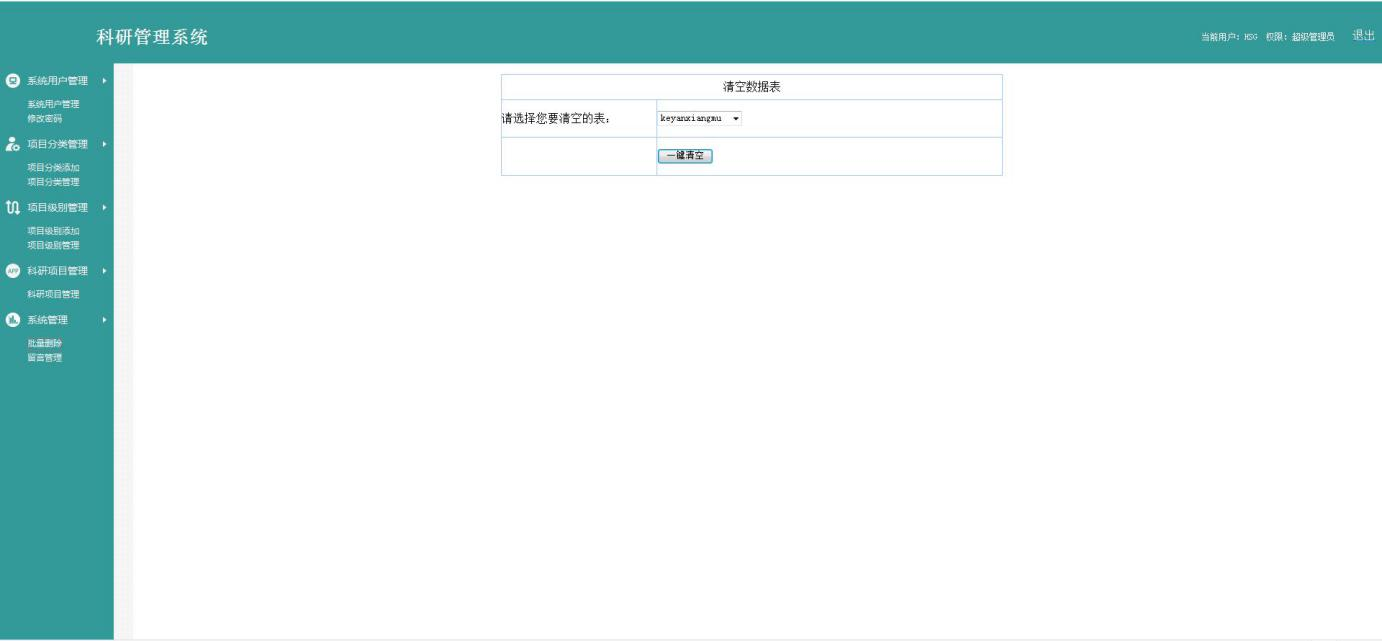 科研管理系统
当前用户: HSG 权限: 超级管理员 退出
系统用户管理
系统用户管理
修改密码
项目分类管理
项目分类添加
项目分类管理
项目级别管理
项目级别添加
项目级别管理
APP 科研项目管理
科研项目管理
系统管理
批量删除
留言管理
清空数据表
请选择您要清空的表: keyanxiangmu
一键清空